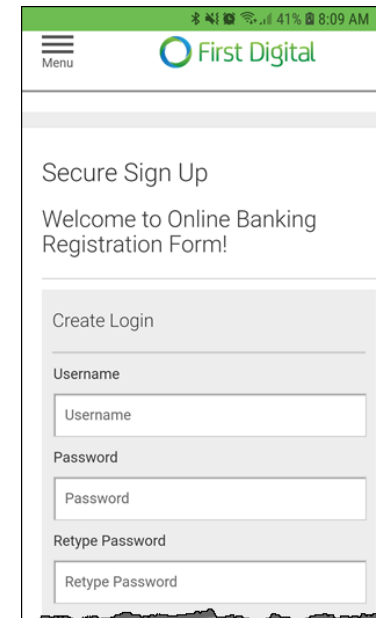 41% 8:09 AM
Menu
First Digital
Secure Sign Up
Welcome to Online Banking
Registration Form!
Create Login
Username
Username
Password
Password
Retype Password
Retype Password